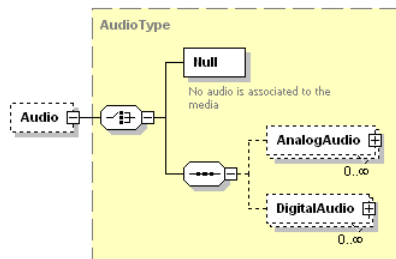 AudioType
Null
No audio is associated to the
media
Audio
AnalogAudio
0..∞
DigitalAudio
0..∞